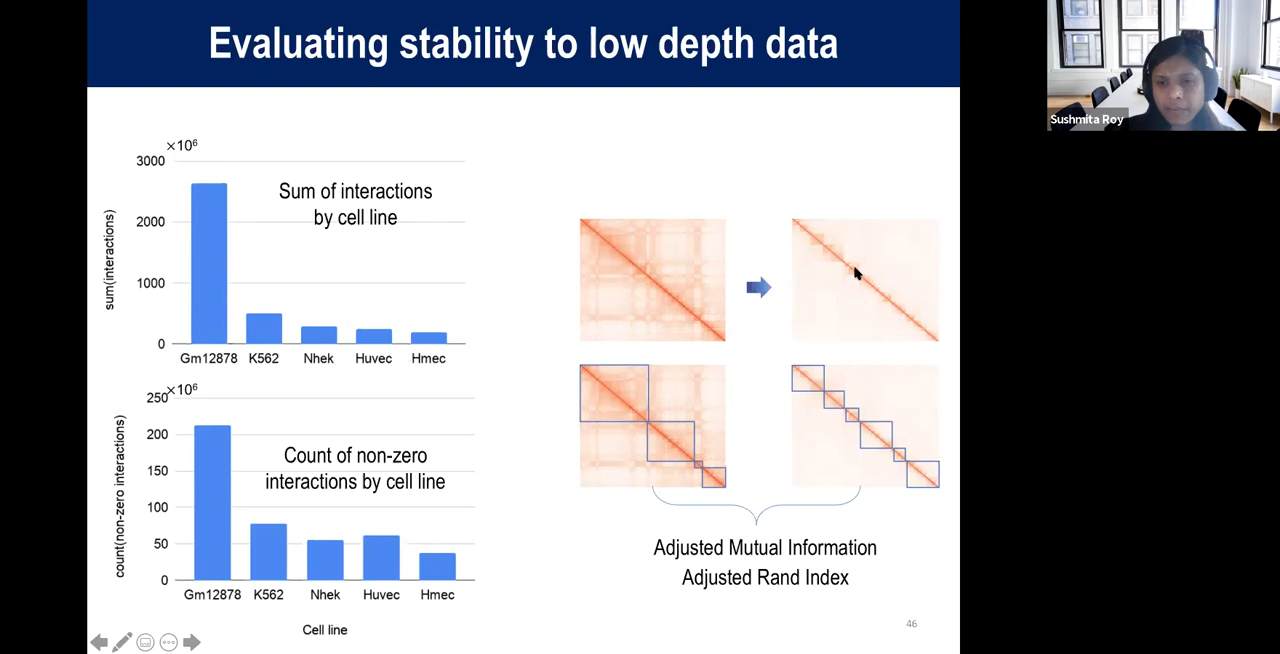 Evaluating stability to low depth data
Sushmita Roy
×10⁶
3000
2000
1000
0
sum(interactions)
Sum of interactions
by cell line
Gm12878 K562 Nhek Huvec Hmec
×10⁶
250
200
150
100
50
0
count(non-zero interactions)
Count of non-zero
interactions by cell line
Gm12878 K562 Nhek Huvec Hmec
Cell line
Adjusted Mutual Information
Adjusted Rand Index
46